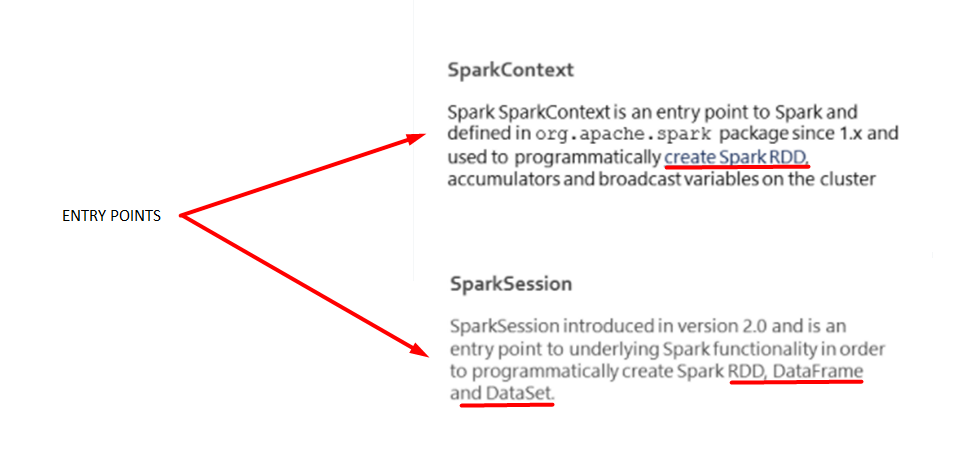 ENTRY POINTS
SparkContext
Spark SparkContext is an entry point to Spark and
defined in org.apache.spark package since 1.x and
used to programmatically create Spark RDD,
accumulators and broadcast variables on the cluster
SparkSession
SparkSession introduced in version 2.0 and is an
entry point to underlying Spark functionality in order
to programmatically create Spark RDD, DataFrame
and DataSet.